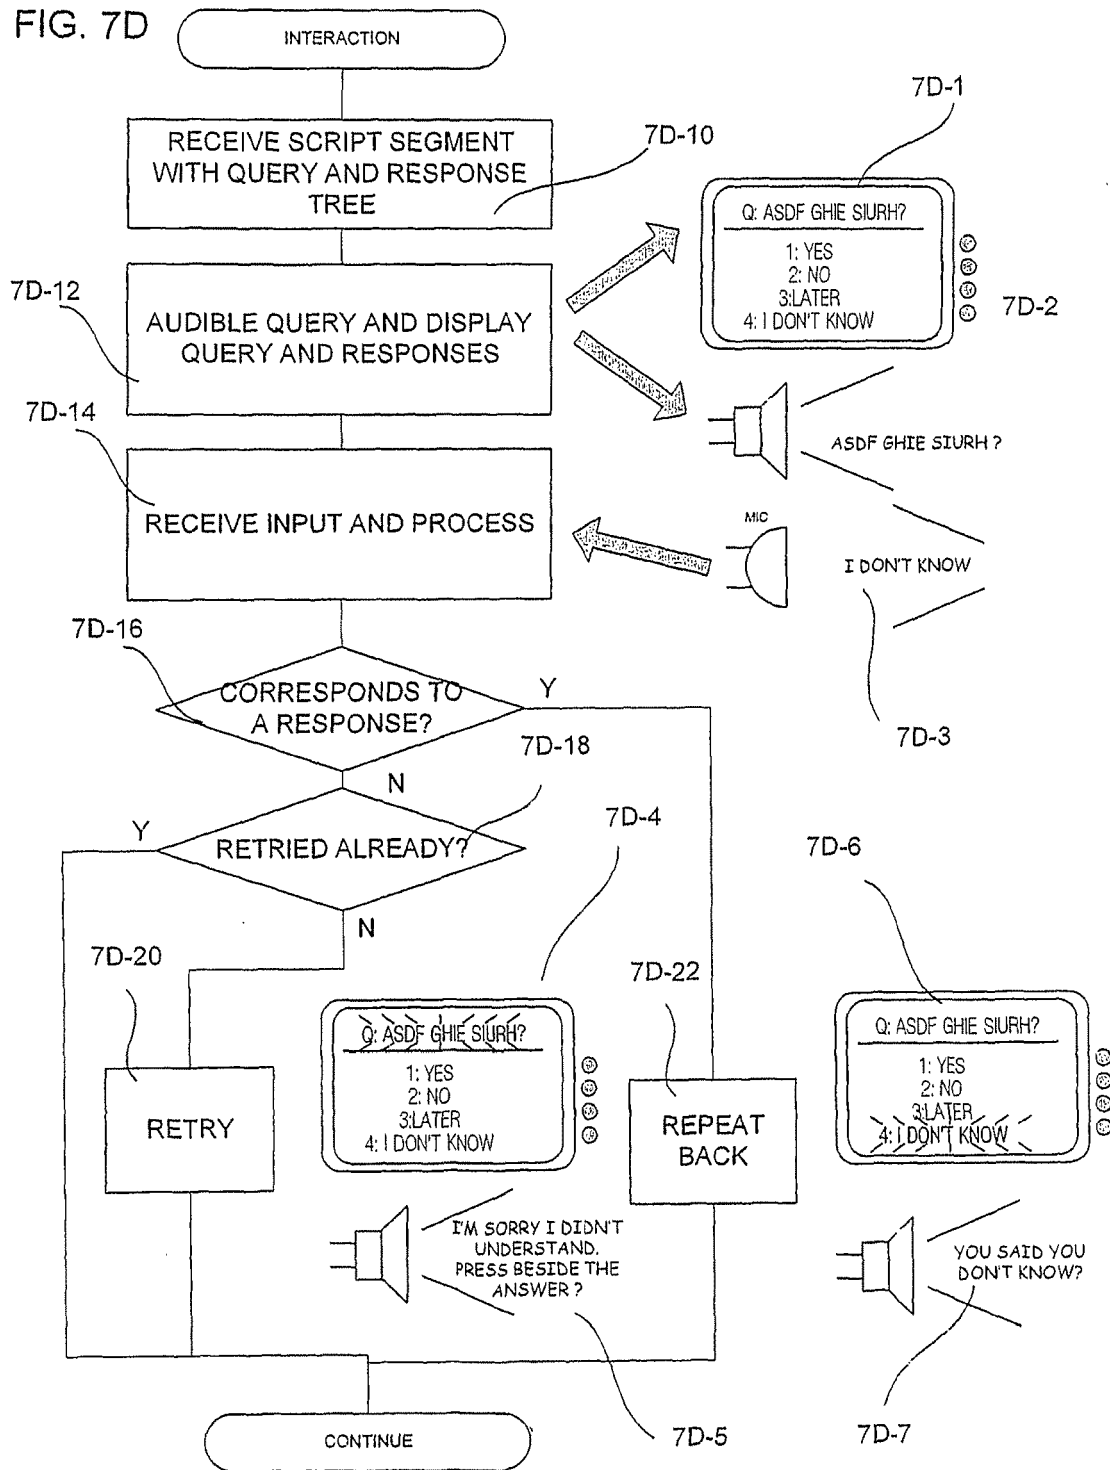 FIG. 7D
INTERACTION
7D-1
RECEIVE SCRIPT SEGMENT
WITH QUERY AND RESPONSE
TREE
7D-10
Q: ASDF GHIE SIURH?
1: YES
2: NO
3:LATER
4: I DON'T KNOW
7D-2
7D-12
AUDIBLE QUERY AND DISPLAY
QUERY AND RESPONSES
ASDF GHIE SIURH ?
7D-14
RECEIVE INPUT AND PROCESS
MIC
I DON'T KNOW
7D-3
7D-16
CORRESPONDS TO
A RESPONSE?
Y
N
7D-18
RETRIED ALREADY?
Y
N
7D-4
7D-6
7D-20
RETRY
Q: ASDF GHIE SIURH?
1: YES
2: NO
3:LATER
4: I DON'T KNOW
7D-22
REPEAT
BACK
Q: ASDF GHIE SIURH?
1: YES
2: NO
3:LATER
4: I DON'T KNOW
I'M SORRY I DIDN'T
UNDERSTAND.
PRESS BESIDE THE
ANSWER ?
YOU SAID YOU
DON'T KNOW?
7D-5
7D-7
CONTINUE